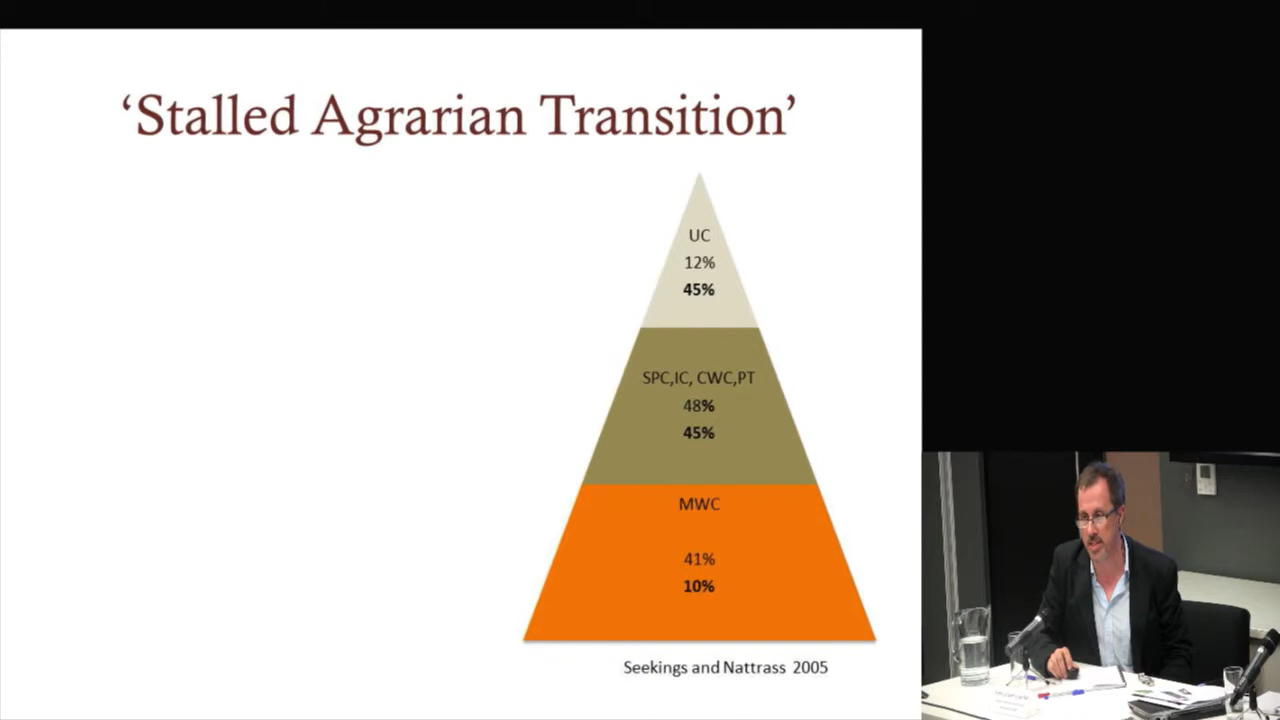 ‘Stalled Agrarian Transition’
UC
12%
45%
SPC,IC, CWC,PT
48%
45%
MWC
41%
10%
Seekings and Nattrass 2005